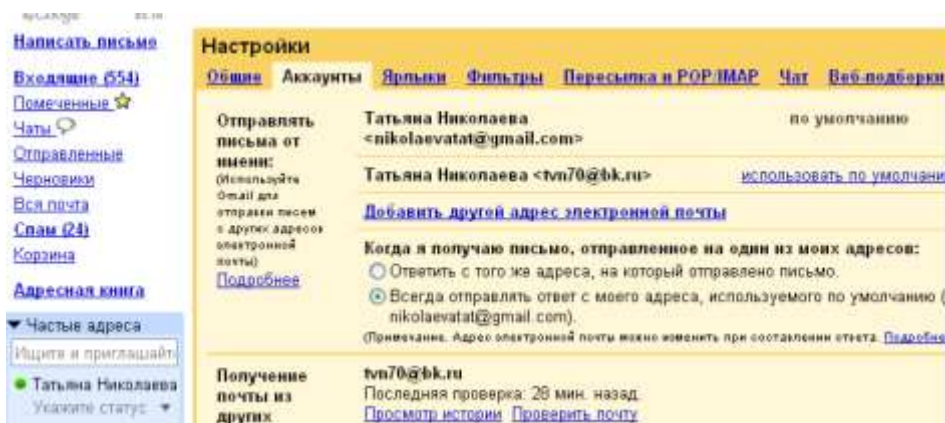 Написать письмо
Входящие (554)
Помеченные
Чаты
Отправленные
Черновики
Вся почта
Спам (24)
Корзина
Адресная книга
Частые адреса
Ищите и приглашайт
Татьяна Николаева
Укажите статус
Настройки
Общие Аккаунты Ярлыки Фильтры Пересылка и POP/IMAP Чат Веб-подборки
Отправлять
письма от
имени:
(Используйте
Gmail для
отправки писем
с других адресов
электронной
почты)
Подробнее
Татьяна Николаева по умолчанию
<nikolaevatat@gmail.com>
Татьяна Николаева <tvn70@bk.ru> использовать по умолчани
Добавить другой адрес электронной почты
Когда я получаю письмо, отправленное на один из моих адресов:
Ответить с того же адреса, на который отправлено письмо.
Всегда отправлять ответ с моего адреса, используемого по умолчанию (
nikolaevatat@gmail.com).
(Примечание. Адрес электронной почты можно изменить при составлении ответа. Подробне
Получение
почты из
других
tvn70@bk.ru
Последняя проверка: 28 мин. назад.
Просмотр истории Проверить почту